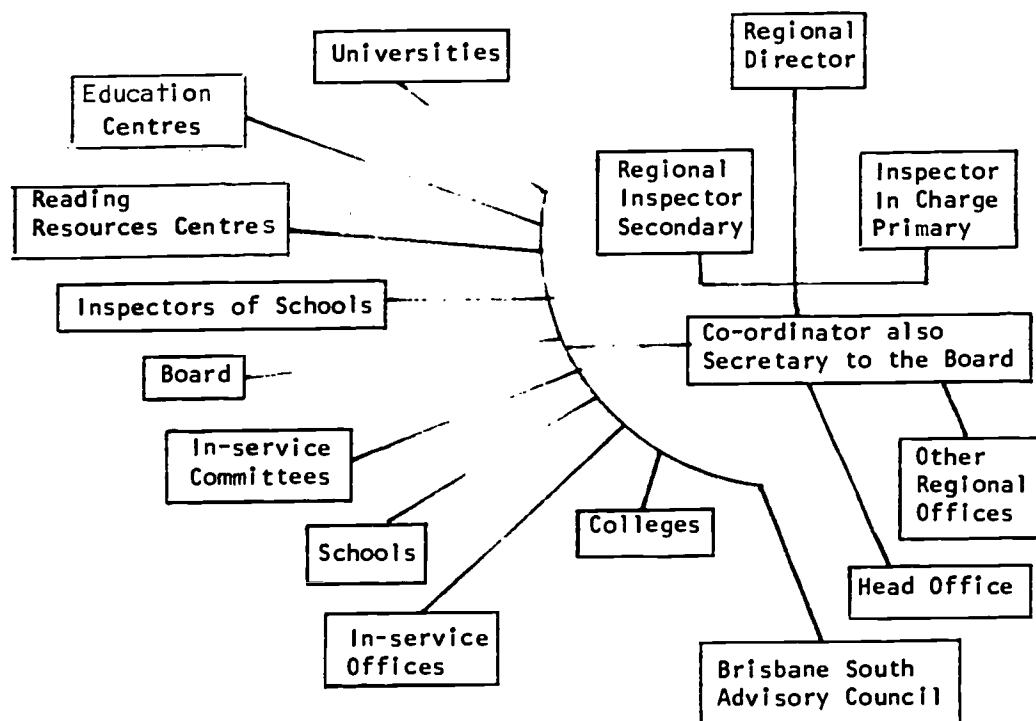 Universities
Regional
Director
Education
Centres
Regional
Inspector
Secondary
Inspector
In Charge
Primary
Reading
Resources Centres
Inspectors of Schools
Co-ordinator also
Secretary to the Board
Board
In-service
Committees
Other
Regional
Offices
Colleges
Schools
Head Office
In-service
Offices
Brisbane South
Advisory Council